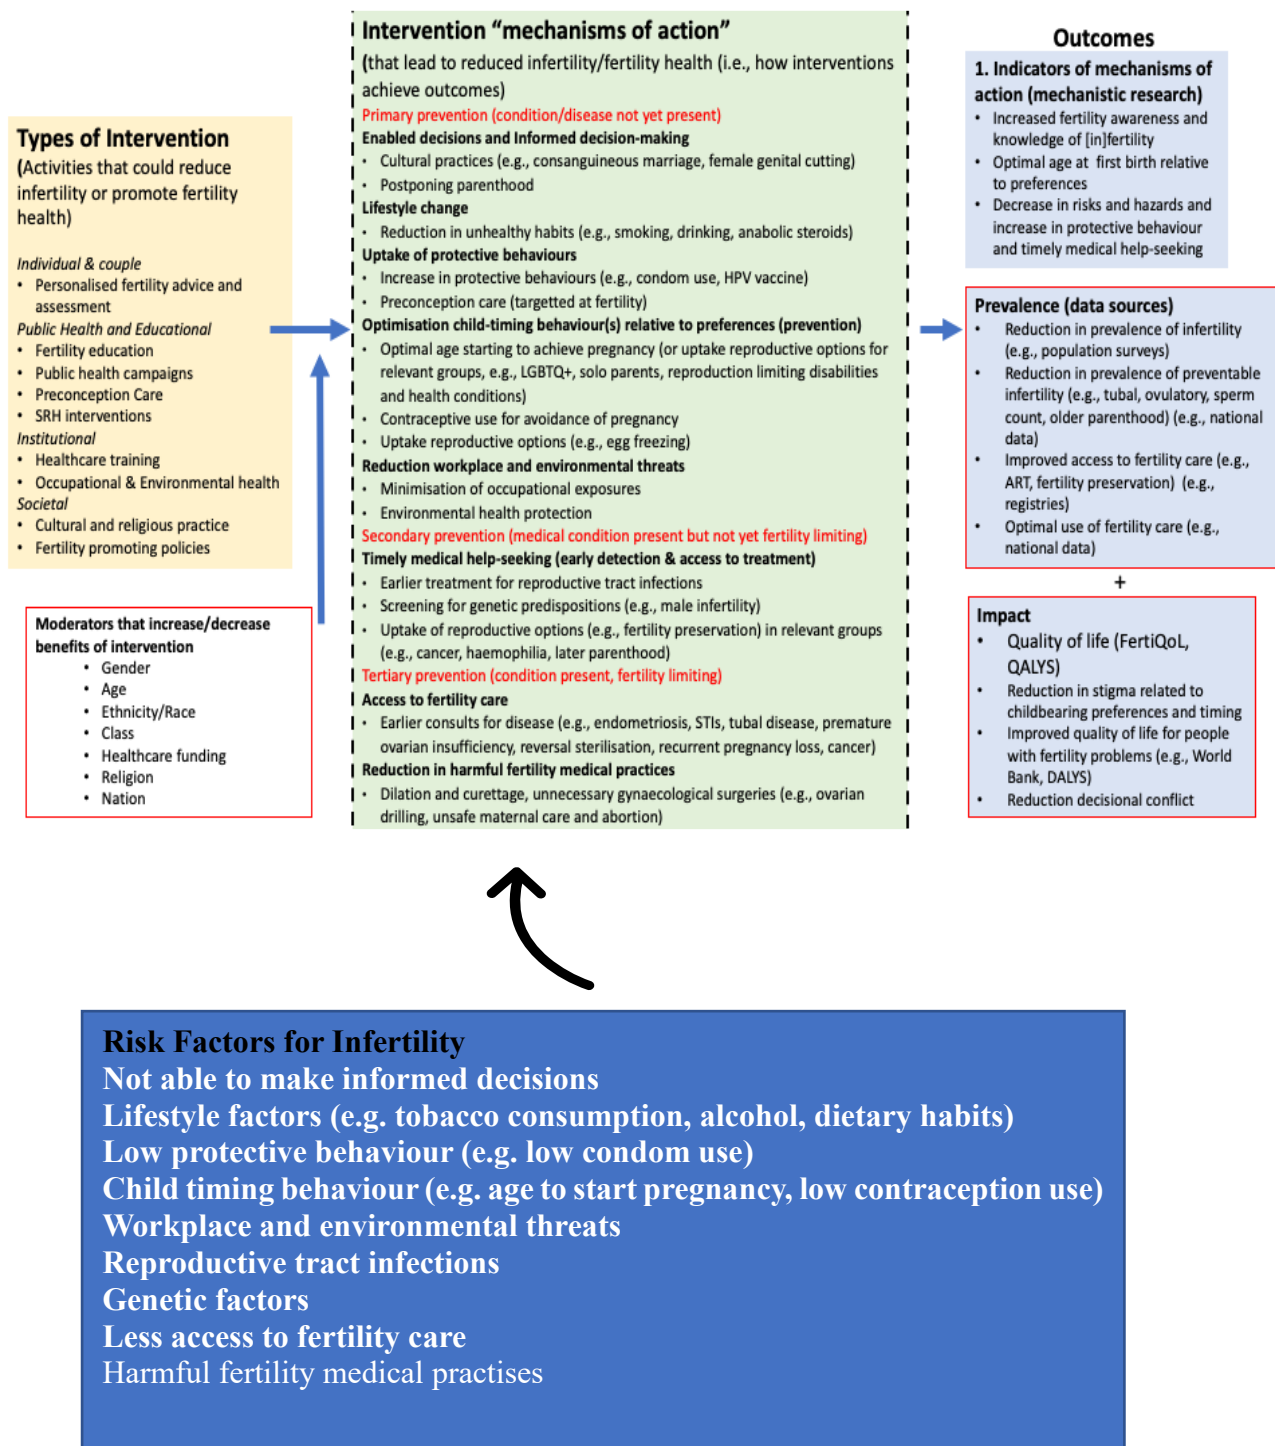 Types of Intervention
(Activities that could reduce
infertility or promote fertility
health)
Individual & couple
• Personalised fertility advice and
assessment
Public Health and Educational
• Fertility education
• Public health campaigns
• Preconception Care
• SRH interventions
Institutional
• Healthcare training
• Occupational & Environmental health
Societal
• Cultural and religious practice
• Fertility promoting policies
Moderators that increase/decrease
benefits of intervention
• Gender
• Age
• Ethnicity/Race
• Class
• Healthcare funding
• Religion
• Nation
Intervention “mechanisms of action”
(that lead to reduced infertility/fertility health (i.e., how interventions
achieve outcomes)
Primary prevention (condition/disease not yet present)
Enabled decisions and Informed decision-making
• Cultural practices (e.g., consanguineous marriage, female genital cutting)
• Postponing parenthood
Lifestyle change
• Reduction in unhealthy habits (e.g., smoking, drinking, anabolic steroids)
Uptake of protective behaviours
• Increase in protective behaviours (e.g., condom use, HPV vaccine)
• Preconception care (targetted at fertility)
Optimisation child-timing behaviour(s) relative to preferences (prevention)
• Optimal age starting to achieve pregnancy (or uptake reproductive options for
relevant groups, e.g., LGBTQ+, solo parents, reproduction limiting disabilities
and health conditions)
• Contraceptive use for avoidance of pregnancy
• Uptake reproductive options (e.g., egg freezing)
Reduction workplace and environmental threats
• Minimisation of occupational exposures
• Environmental health protection
Secondary prevention (medical condition present but not yet fertility limiting)
Timely medical help-seeking (early detection & access to treatment)
• Earlier treatment for reproductive tract infections
• Screening for genetic predispositions (e.g., male infertility)
• Uptake of reproductive options (e.g., fertility preservation) in relevant groups
(e.g., cancer, haemophilia, later parenthood)
Tertiary prevention (condition present, fertility limiting)
Access to fertility care
• Earlier consults for disease (e.g., endometriosis, STIs, tubal disease, premature
ovarian insufficiency, reversal sterilisation, recurrent pregnancy loss, cancer)
Reduction in harmful fertility medical practices
• Dilation and curettage, unnecessary gynaecological surgeries (e.g., ovarian
drilling, unsafe maternal care and abortion)
Outcomes
1. Indicators of mechanisms of
action (mechanistic research)
• Increased fertility awareness and
knowledge of [in]fertility
• Optimal age at first birth relative
to preferences
• Decrease in risks and hazards and
increase in protective behaviour
and timely medical help-seeking
Prevalence (data sources)
• Reduction in prevalence of infertility
(e.g., population surveys)
• Reduction in prevalence of preventable
infertility (e.g., tubal, ovulatory, sperm
count, older parenthood) (e.g., national
data)
• Improved access to fertility care (e.g.,
ART, fertility preservation) (e.g.,
registries)
• Optimal use of fertility care (e.g.,
national data)
+
Impact
• Quality of life (FertiQoL,
QALYS)
• Reduction in stigma related to
childbearing preferences and timing
• Improved quality of life for people
with fertility problems (e.g., World
Bank, DALYS)
• Reduction decisional conflict
Risk Factors for Infertility
Not able to make informed decisions
Lifestyle factors (e.g. tobacco consumption, alcohol, dietary habits)
Low protective behaviour (e.g. low condom use)
Child timing behaviour (e.g. age to start pregnancy, low contraception use)
Workplace and environmental threats
Reproductive tract infections
Genetic factors
Less access to fertility care
Harmful fertility medical practises